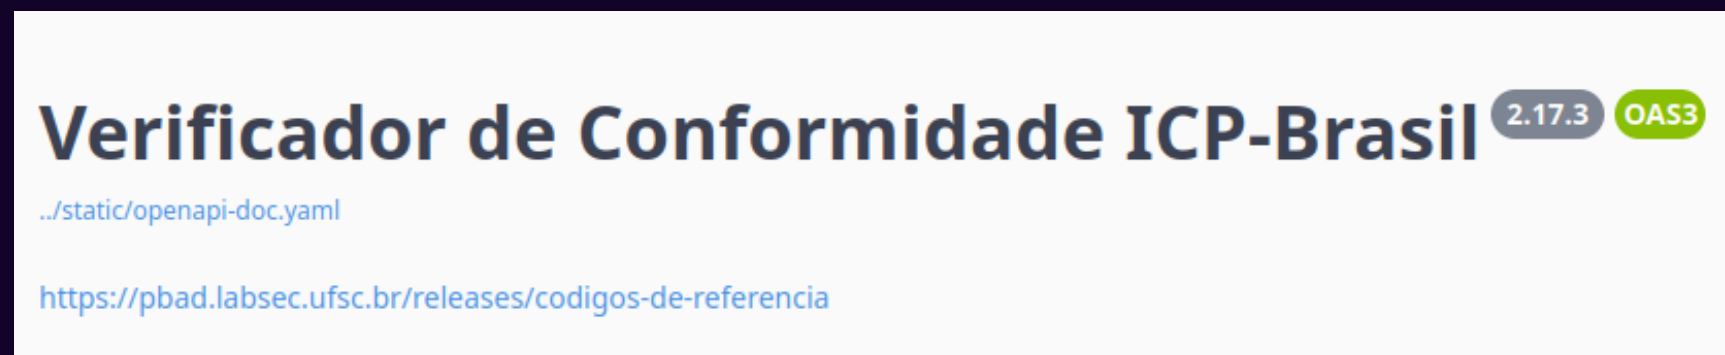 Verificador de Conformidade ICP-Brasil 2.17.3 OAS3
../static/openapi-doc.yaml
https://pbad.labsec.ufsc.br/releases/codigos-de-referencia